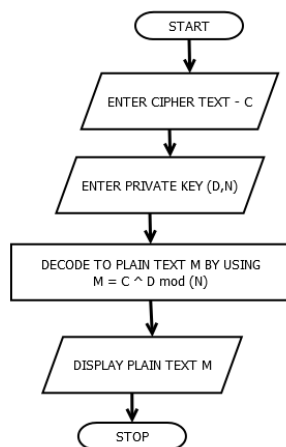 START
ENTER CIPHER TEXT - C
ENTER PRIVATE KEY (D,N)
DECODE TO PLAIN TEXT M BY USING
M = C ^ D mod (N)
DISPLAY PLAIN TEXT M
STOP